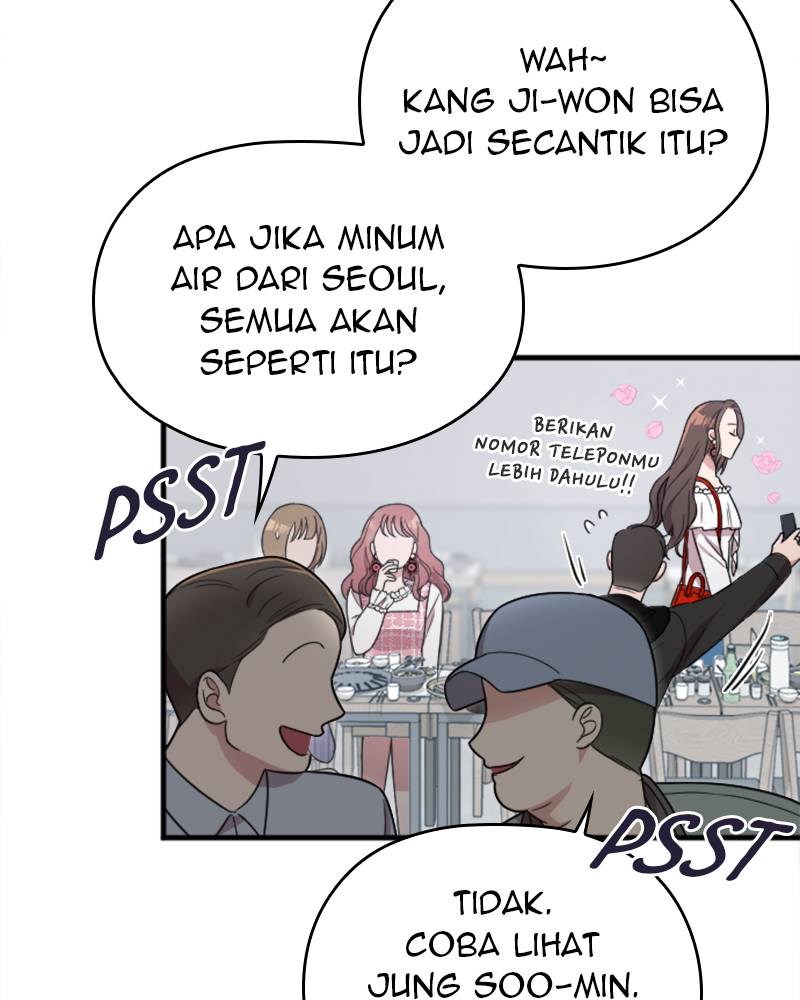 WAH~
KANG JI-WON BISA
JADI SECANTIK ITU?
APA JIKA MINUM
AIR DARI SEOUL,
SEMUA AKAN
SEPERTI ITU?
BERIKAN
NOMOR TELEPONMU
LEBIH DAHULU!!
PSST
PSST
TIDAK.
COBA LIHAT
JUNG SOO-MIN.